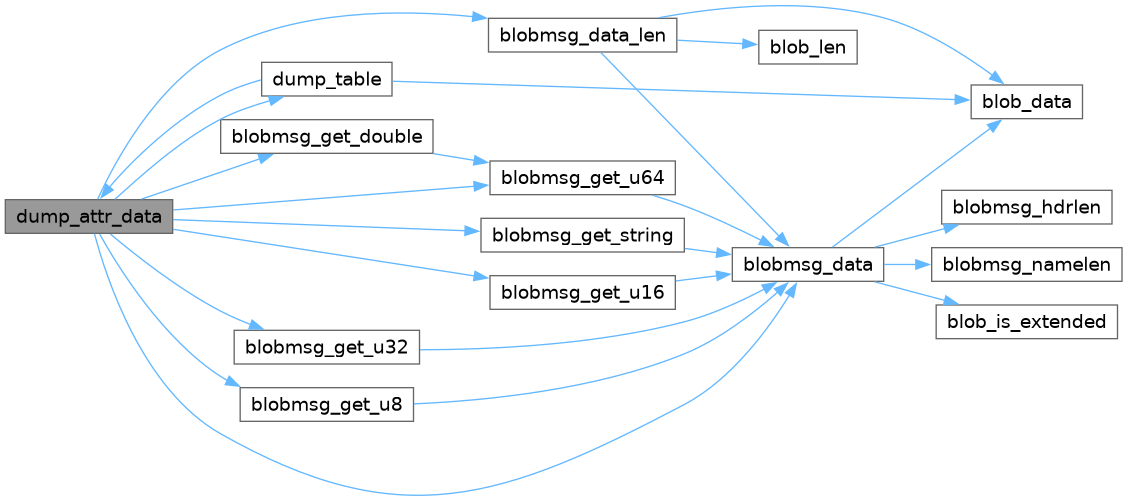 dump_attr_data
blobmsg_data_len
dump_table
blobmsg_get_double
blobmsg_get_u64
blobmsg_get_string
blobmsg_get_u16
blobmsg_get_u32
blobmsg_get_u8
blob_len
blobmsg_data
blob_data
blobmsg_hdrlen
blobmsg_namelen
blob_is_extended